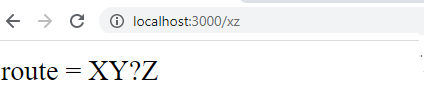 localhost:3000/xz
route = XY?Z